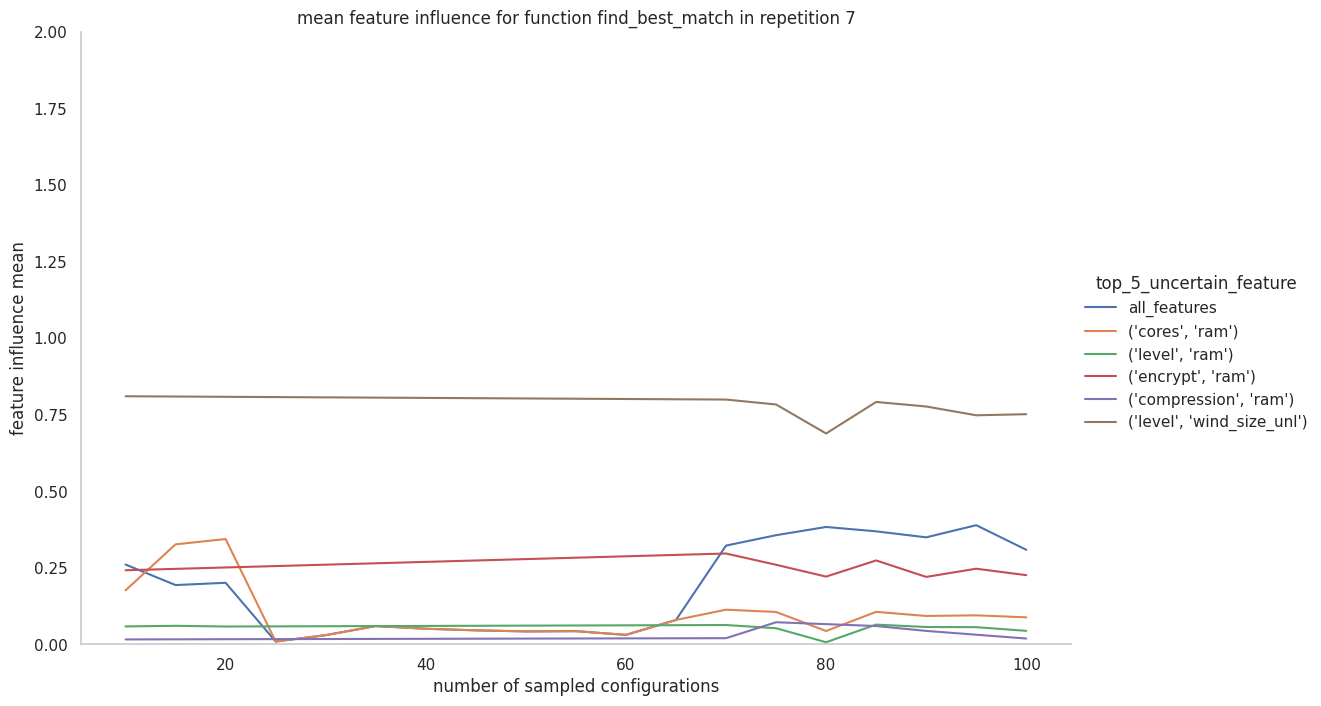 mean feature influence for function find_best_match in repetition 7
2.00
1.75
1.50
1.25
1.00
0.75
0.50
0.25
0.00
feature influence mean
20
40
60
80
100
number of sampled configurations
top_5_uncertain_feature
all_features
('cores', 'ram')
('level', 'ram')
('encrypt', 'ram')
('compression', 'ram')
('level', 'wind_size_unl')